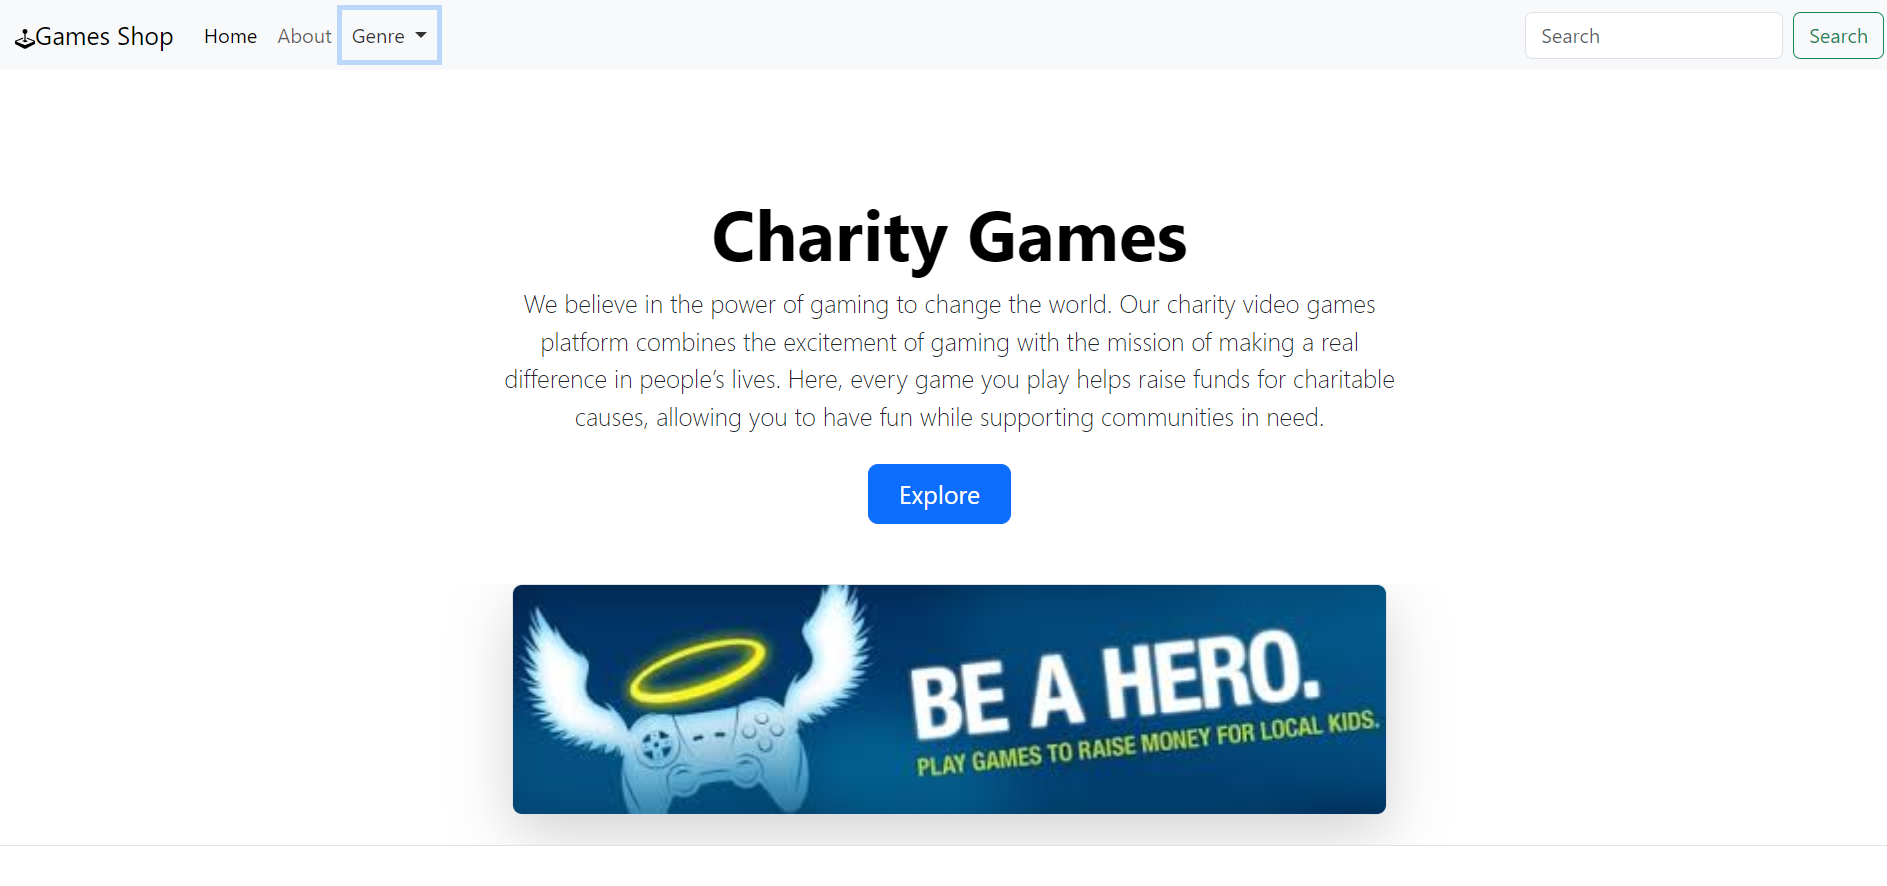 Games Shop Home About Genre Search Search
Charity Games
We believe in the power of gaming to change the world. Our charity video games
platform combines the excitement of gaming with the mission of making a real
difference in people’s lives. Here, every game you play helps raise funds for charitable
causes, allowing you to have fun while supporting communities in need.
Explore
BE A HERO.
PLAY GAMES TO RAISE MONEY FOR LOCAL KIDS.